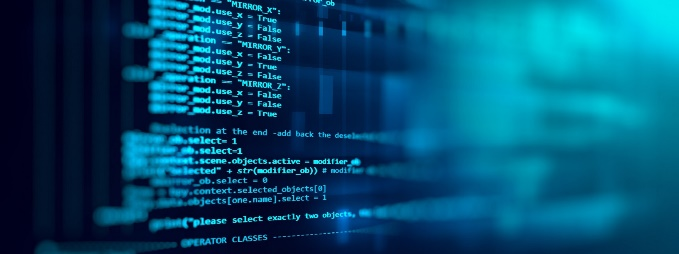 "MIRROR_X":
mod.use_x = True
mod.use_y = False
mod.use_z = False
operation == "MIRROR_Y":
mod.use_x = False
mod.use_y = True
mod.use_z = False
operation == "MIRROR_Z":
mod.use_x = False
mod.use_y = False
mod.use_z = True
selection at the end -add back the
ob.select= 1
ob.select=1
context.scene.objects.active = modifier_ob
"selected" + str(modifier_ob)) # modifier
ob.select = 0
bpy.context.selected_objects[0]
data.objects[one.name].select = 1
print("please select exactly two objects,
OPERATOR CLASSES